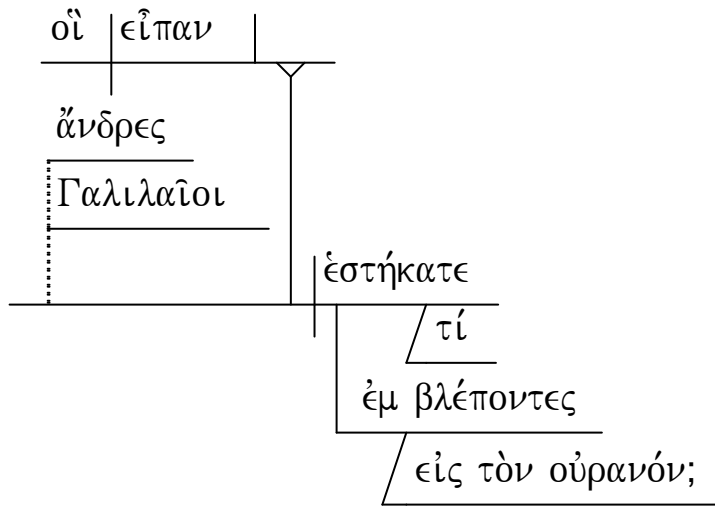 οἳ εἶπαν
ἄνδρες
Γαλιλαῖοι
ἑστήκατε
τί
ἐμ βλέποντες
εἰς τὸν οὐρανόν;